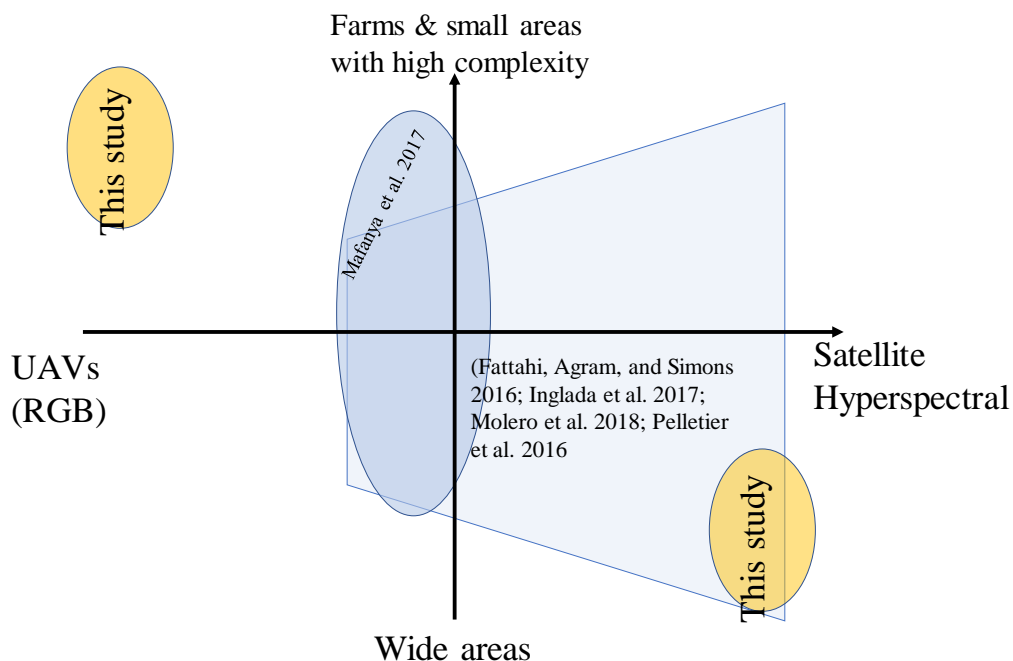 Farms & small areas
with high complexity
This study
Mafanya et al. 2017
UAVs
(RGB)
Satellite
Hyperspectral
(Fattahi, Agram, and Simons
2016; Inglada et al. 2017;
Molero et al. 2018; Pelletier
et al. 2016
This study
Wide areas